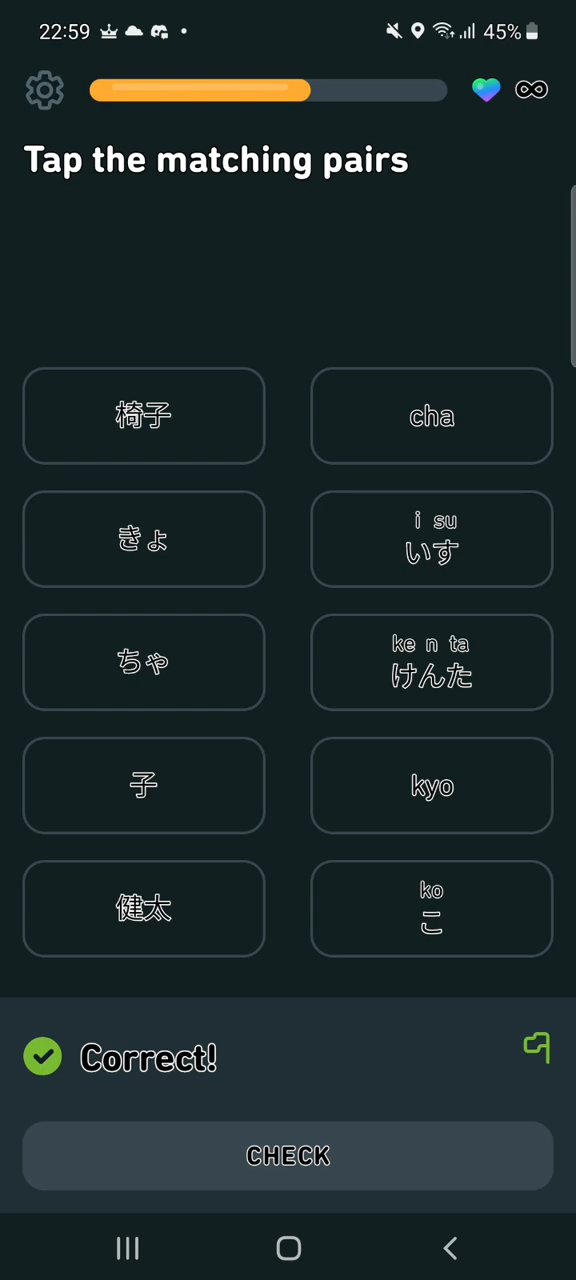 22:59
45%
Tap the matching pairs
椅子
cha
きょ
i su
いす
ちゃ
ke n ta
けんた
子
kyo
健太
ko
こ
Correct!
CHECK